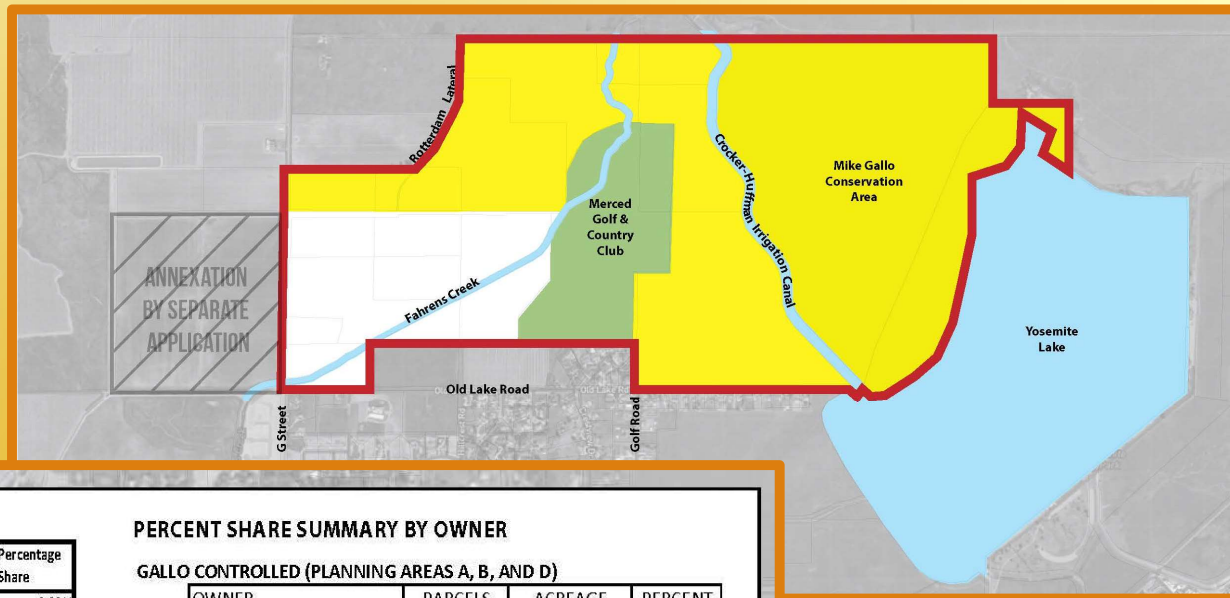 Rotterdam Lateral
Crocker-Huffman Irrigation Canal
Mike Gallo
Conservation
Area
Merced
Golf &
Country
Club
ANNEXATION
BY SEPARATE
APPLICATION
Fahrens Creek
Yosemite
Lake
Old Lake Road
G Street
Golf Road
PERCENT SHARE SUMMARY BY OWNER
Percentage
Share
GALLO CONTROLLED (PLANNING AREAS A, B, AND D)
OWNER PARCELS ACREAGE PERCENT